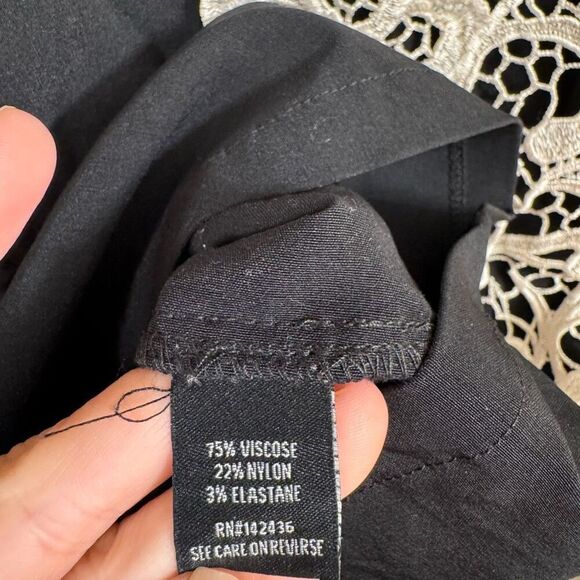 75% VISCOSE
22% NYLON
3% ELASTANE
RN#142436
SEE CARE ON REVERSE